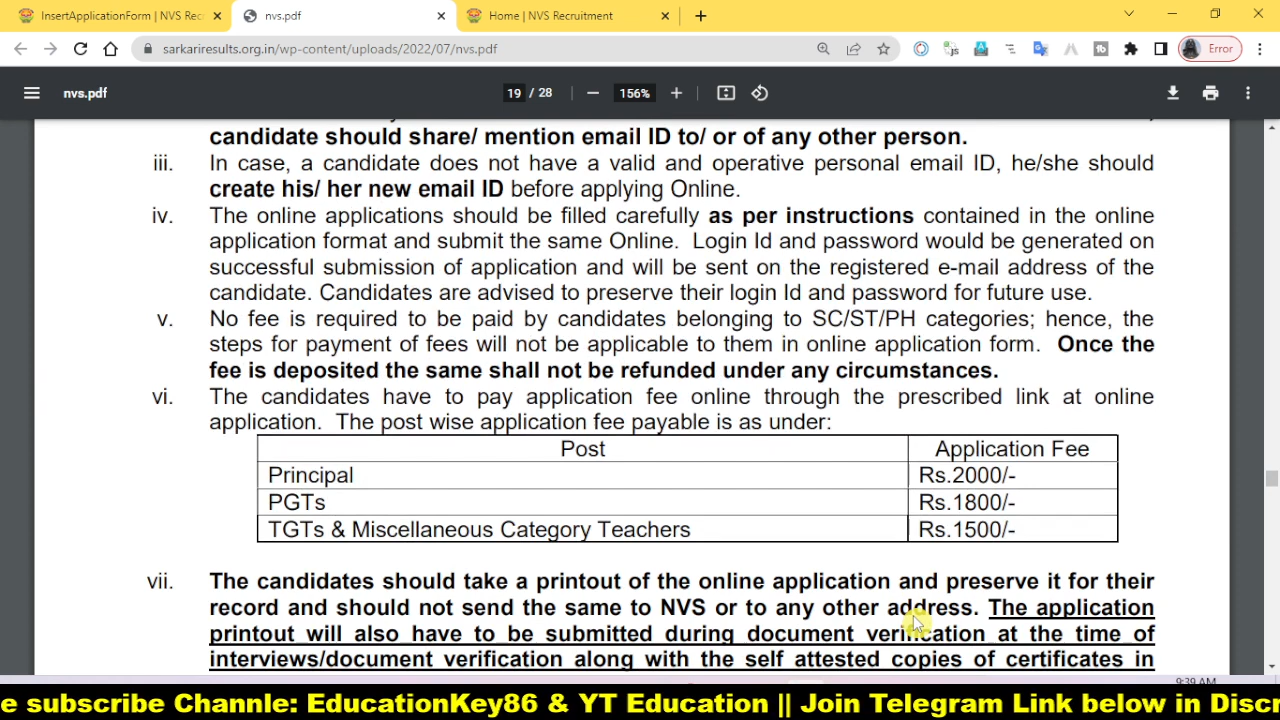 InsertApplicationForm | NVS Recr
nvs.pdf
Home | NVS Recruitment
sarkariresults.org.in/wp-content/uploads/2022/07/nvs.pdf
Error
nvs.pdf
19 / 28
156%
candidate should share/ mention email ID to/ or of any other person.
iii. In case, a candidate does not have a valid and operative personal email ID, he/she should
create his/ her new email ID before applying Online.
iv. The online applications should be filled carefully as per instructions contained in the online
application format and submit the same Online. Login Id and password would be generated on
successful submission of application and will be sent on the registered e-mail address of the
candidate. Candidates are advised to preserve their login Id and password for future use.
v. No fee is required to be paid by candidates belonging to SC/ST/PH categories; hence, the
steps for payment of fees will not be applicable to them in online application form. Once the
fee is deposited the same shall not be refunded under any circumstances.
vi. The candidates have to pay application fee online through the prescribed link at online
application. The post wise application fee payable is as under:
Post Application Fee
Principal Rs.2000/-
PGTs Rs.1800/-
TGTs & Miscellaneous Category Teachers Rs.1500/-
vii. The candidates should take a printout of the online application and preserve it for their
record and should not send the same to NVS or to any other address. The application
printout will also have to be submitted during document verification at the time of
interviews/document verification along with the self attested copies of certificates in
9:39 AM
e subscribe Channle: EducationKey86 & YT Education || Join Telegram Link below in Discr